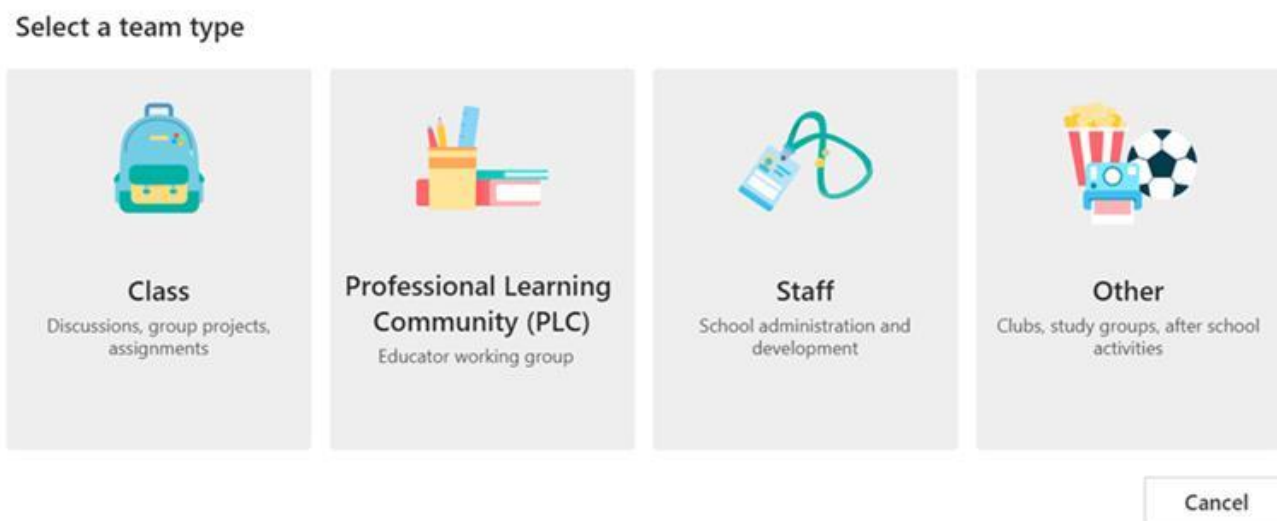 Select a team type
Class
Discussions, group projects,
assignments
Professional Learning
Community (PLC)
Educator working group
Staff
School administration and
development
Other
Clubs, study groups, after school
activities
Cancel